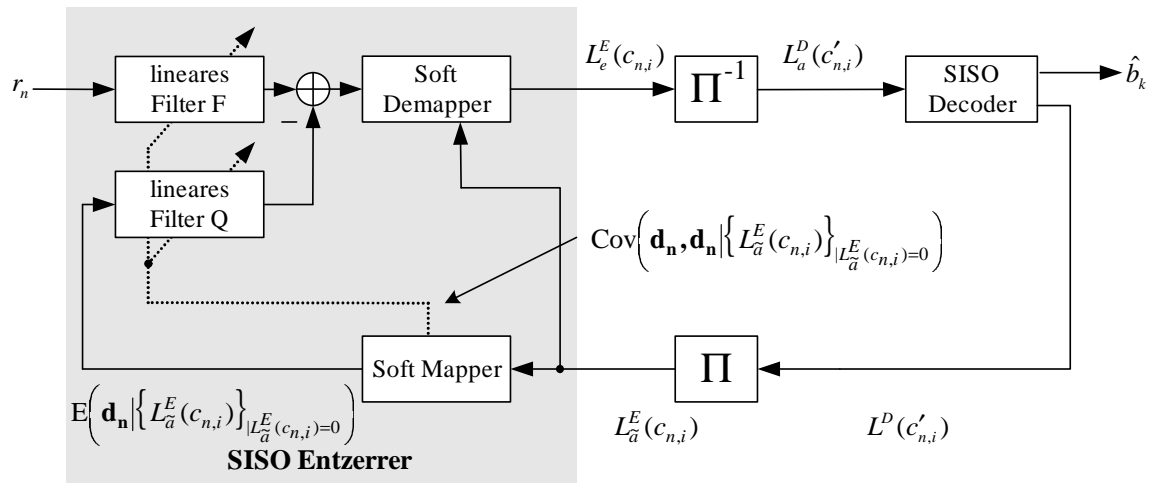 r_n
lineares
Filter F
−
Soft
Demapper
L_e^E(c_{n,i})
Π^{-1}
L_a^D(c'_{n,i})
SISO
Decoder
b̂_k
lineares
Filter Q
Cov(d_n,d_n|{L_ã^E(c_{n,i})}_{|L_ã^E(c_{n,i})=0})
Soft Mapper
Π
E(d_n|{L_ã^E(c_{n,i})}_{|L_ã^E(c_{n,i})=0})
L_ã^E(c_{n,i})
L^D(c'_{n,i})
SISO Entzerrer